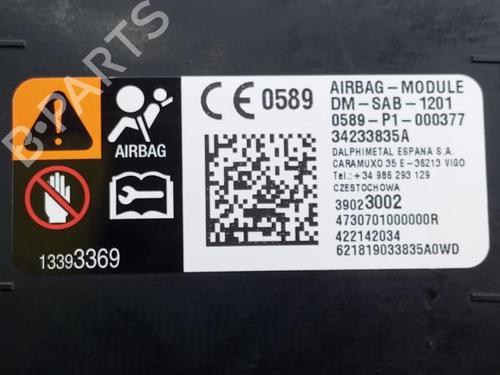 B-PARTS
AIRBAG
13393369
CE 0589
AIRBAG-MODULE
DM-SAB-1201
0589-P1-000377
34233835A
DALPHIMETAL ESPANA S.A.
CARAMUXO 35 E-36213 VIGO
Tel.:+34 986 293 129
CZESTOCHOWA
39023002
4730701000000R
422142034
621819033835A0WD